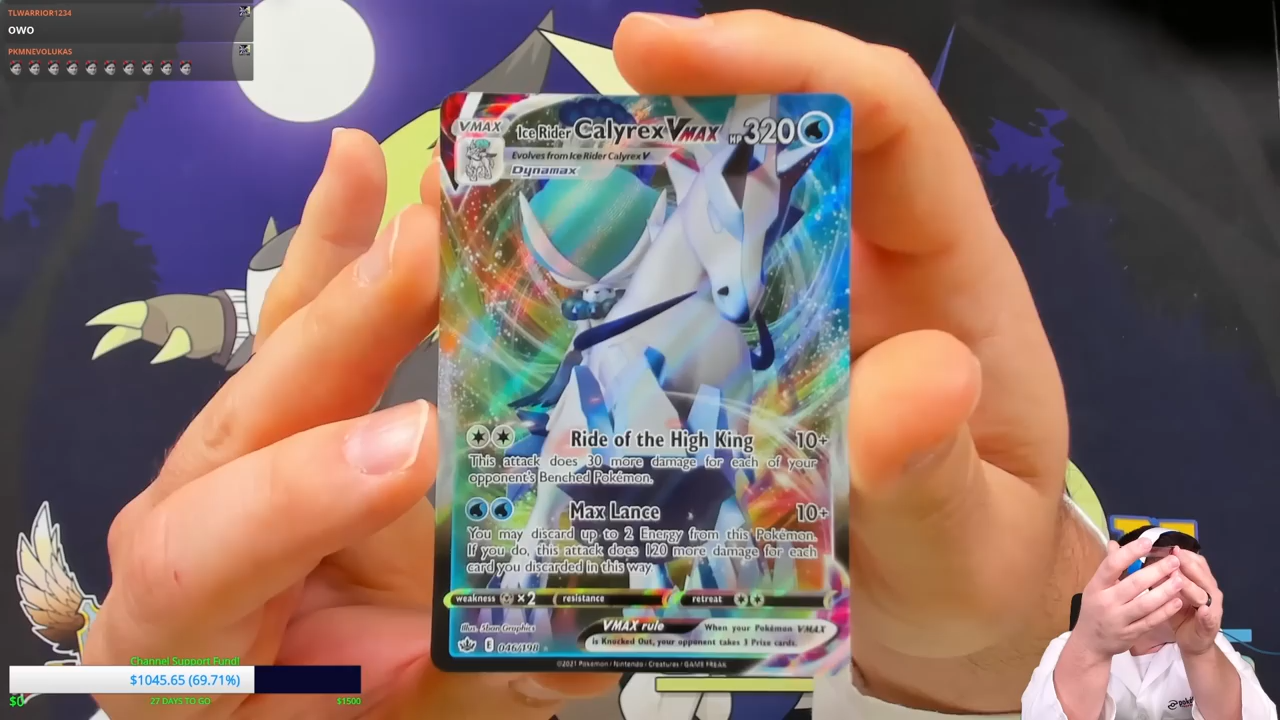 TLWARRIOR1234
OWO
PKMNEVOLUKAS
VMAX
Ice Rider Calyrex VMAX HP 320
Evolves from Ice Rider Calyrex V
Dynamax
Ride of the High King 10+
This attack does 30 more damage for each of your
opponent's Benched Pokémon.
Max Lance 10+
You may discard up to 2 Energy from this Pokémon.
If you do, this attack does 120 more damage for each
card you discarded in this way.
weakness ×2 resistance retreat
Illus. 5ban Graphics
VMAX rule When your Pokémon VMAX
is Knocked Out, your opponent takes 3 Prize cards.
E 046/198
©2021 Pokémon / Nintendo / Creatures / GAME FREAK
Channel Support Fund!
$1045.65 (69.71%)
$0 27 DAYS TO GO $1500